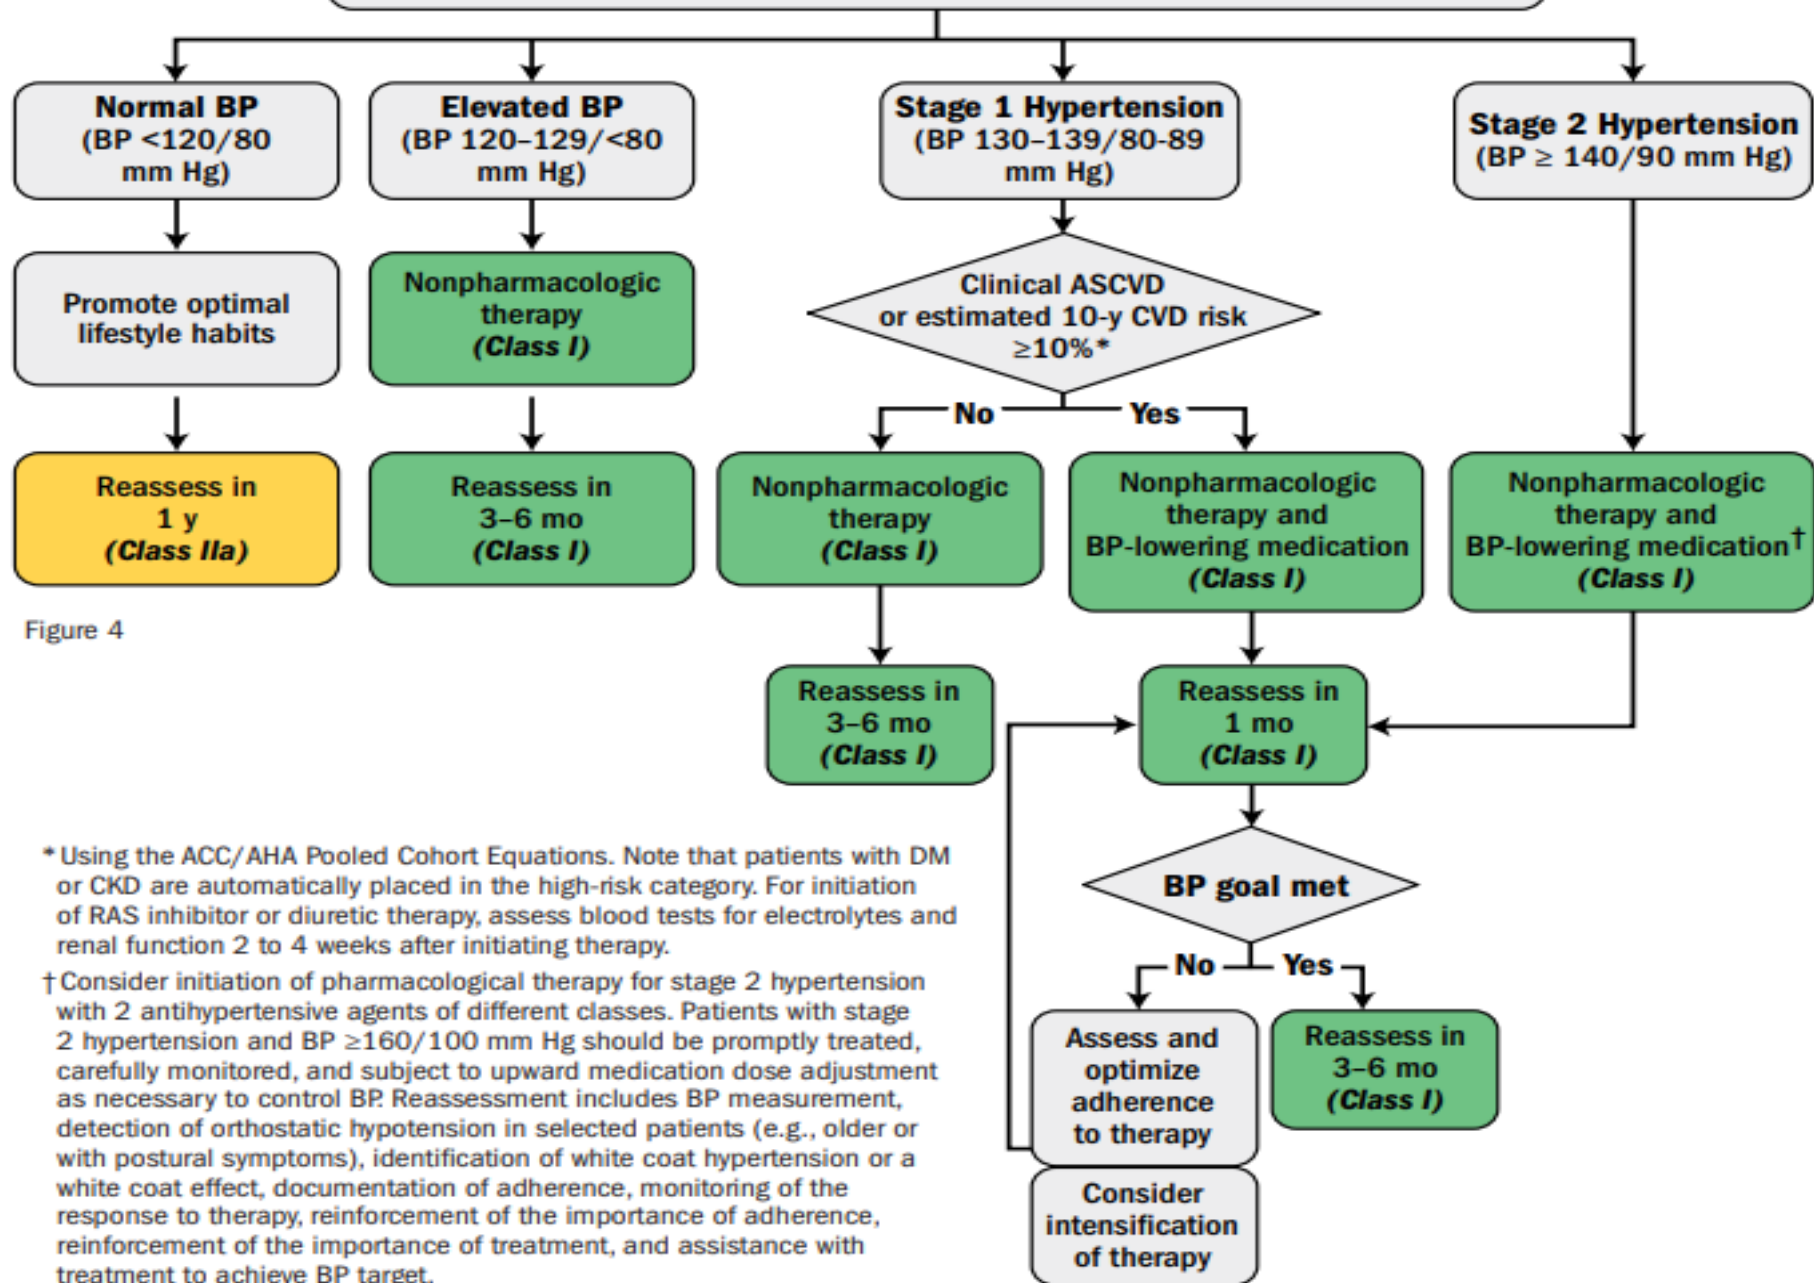 Normal BP
(BP <120/80
mm Hg)
Elevated BP
(BP 120–129/<80
mm Hg)
Stage 1 Hypertension
(BP 130–139/80-89
mm Hg)
Stage 2 Hypertension
(BP ≥ 140/90 mm Hg)
Promote optimal
lifestyle habits
Nonpharmacologic
therapy
(Class I)
Clinical ASCVD
or estimated 10-y CVD risk
≥10%*
No
Yes
Reassess in
1 y
(Class IIa)
Reassess in
3–6 mo
(Class I)
Nonpharmacologic
therapy
(Class I)
Nonpharmacologic
therapy and
BP-lowering medication
(Class I)
Nonpharmacologic
therapy and
BP-lowering medication†
(Class I)
Figure 4
Reassess in
3–6 mo
(Class I)
Reassess in
1 mo
(Class I)
BP goal met
No
Yes
Assess and
optimize
adherence
to therapy
Reassess in
3–6 mo
(Class I)
Consider
intensification
of therapy
* Using the ACC/AHA Pooled Cohort Equations. Note that patients with DM
or CKD are automatically placed in the high-risk category. For initiation
of RAS inhibitor or diuretic therapy, assess blood tests for electrolytes and
renal function 2 to 4 weeks after initiating therapy.
† Consider initiation of pharmacological therapy for stage 2 hypertension
with 2 antihypertensive agents of different classes. Patients with stage
2 hypertension and BP ≥160/100 mm Hg should be promptly treated,
carefully monitored, and subject to upward medication dose adjustment
as necessary to control BP. Reassessment includes BP measurement,
detection of orthostatic hypotension in selected patients (e.g., older or
with postural symptoms), identification of white coat hypertension or a
white coat effect, documentation of adherence, monitoring of the
response to therapy, reinforcement of the importance of adherence,
reinforcement of the importance of treatment, and assistance with
treatment to achieve BP target.